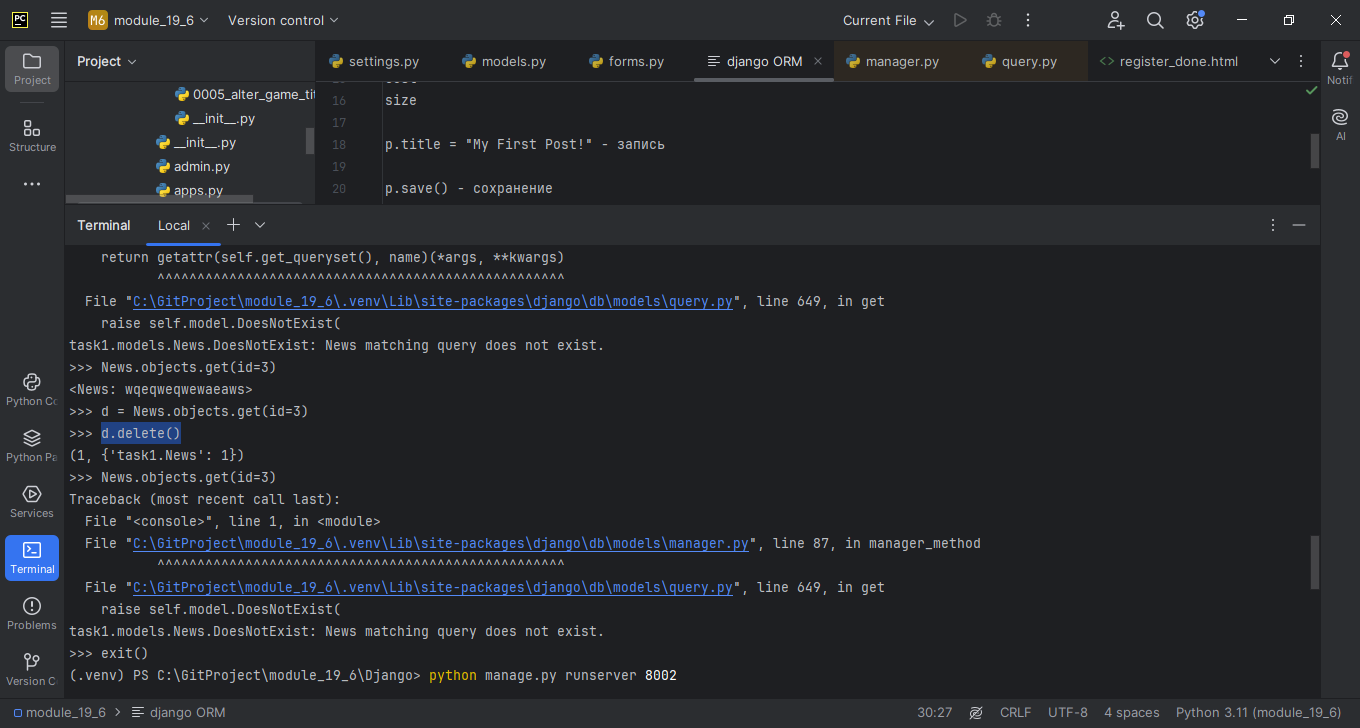 PC
M6 module_19_6
Version control
Current File
Project
Structure
Python Co
Python Pa
Services
Terminal
Problems
Version C
Project
0005_alter_game_tit
__init__.py
__init__.py
admin.py
apps.py
settings.py
models.py
forms.py
django ORM
manager.py
query.py
<> register_done.html
16 size
17
18 p.title = "My First Post!" - запись
19
20 p.save() - сохранение
Notif
AI
Terminal
Local
return getattr(self.get_queryset(), name)(*args, **kwargs)
^^^^^^^^^^^^^^^^^^^^^^^^^^^^^^^^^^^^^^^^^^^^^^^^^^^
File "C:\GitProject\module_19_6\.venv\Lib\site-packages\django\db\models\query.py", line 649, in get
raise self.model.DoesNotExist(
task1.models.News.DoesNotExist: News matching query does not exist.
>>> News.objects.get(id=3)
<News: wqeqweqwewaeaws>
>>> d = News.objects.get(id=3)
>>> d.delete()
(1, {'task1.News': 1})
>>> News.objects.get(id=3)
Traceback (most recent call last):
File "<console>", line 1, in <module>
File "C:\GitProject\module_19_6\.venv\Lib\site-packages\django\db\models\manager.py", line 87, in manager_method
^^^^^^^^^^^^^^^^^^^^^^^^^^^^^^^^^^^^^^^^^^^^^^^^^^^
File "C:\GitProject\module_19_6\.venv\Lib\site-packages\django\db\models\query.py", line 649, in get
raise self.model.DoesNotExist(
task1.models.News.DoesNotExist: News matching query does not exist.
>>> exit()
(.venv) PS C:\GitProject\module_19_6\Django> python manage.py runserver 8002
module_19_6 > django ORM
30:27
CRLF
UTF-8
4 spaces
Python 3.11 (module_19_6)